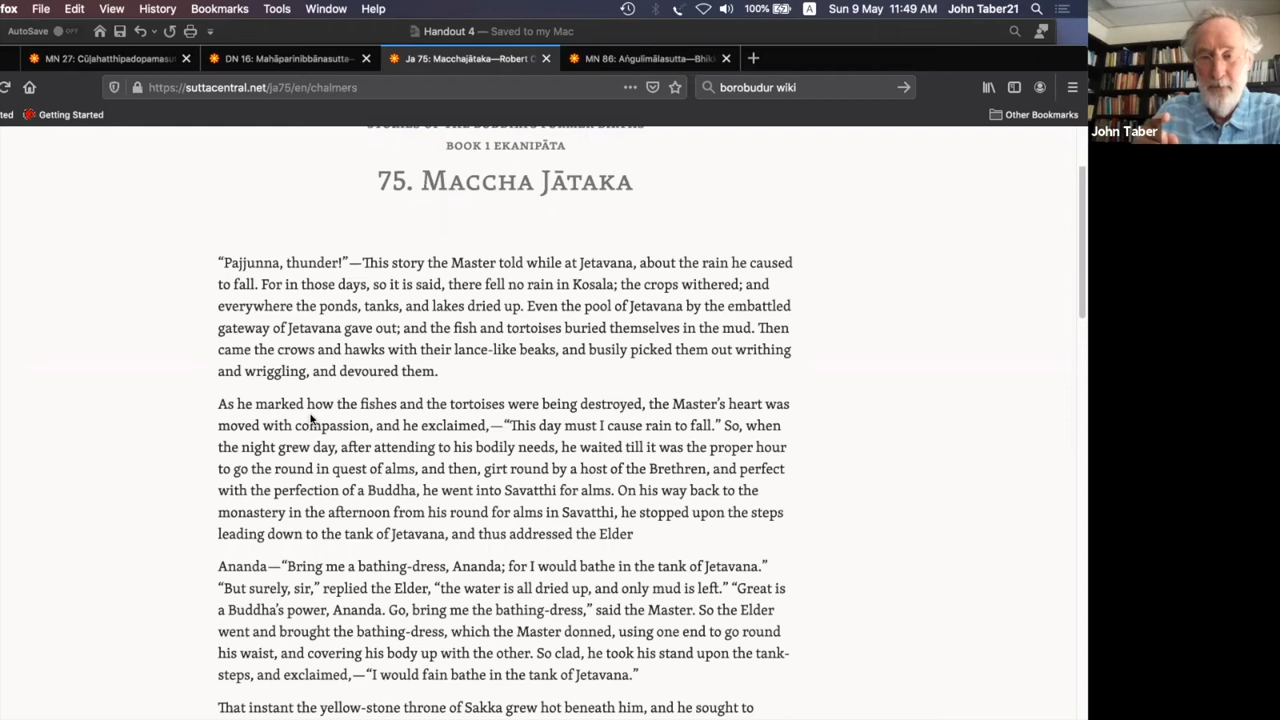 fox File Edit View History Bookmarks Tools Window Help 100% A Sun 9 May 11:49 AM John Taber21
AutoSave OFF Handout 4 — Saved to my Mac
MN 27: Cūḷahatthipadopamasut DN 16: Mahāparinibbānasutta— Ja 75: Macchajātaka—Robert C MN 86: Aṅgulimālasutta—Bhik
https://suttacentral.net/ja75/en/chalmers borobudur wiki
ted Getting Started Other Bookmarks
STORIES OF THE BUDDHA'S FORMER BIRTHS
John Taber
BOOK 1 EKANIPĀTA
75. Maccha Jātaka
“Pajjunna, thunder!”—This story the Master told while at Jetavana, about the rain he caused
to fall. For in those days, so it is said, there fell no rain in Kosala; the crops withered; and
everywhere the ponds, tanks, and lakes dried up. Even the pool of Jetavana by the embattled
gateway of Jetavana gave out; and the fish and tortoises buried themselves in the mud. Then
came the crows and hawks with their lance-like beaks, and busily picked them out writhing
and wriggling, and devoured them.
As he marked how the fishes and the tortoises were being destroyed, the Master’s heart was
moved with compassion, and he exclaimed,—“This day must I cause rain to fall.” So, when
the night grew day, after attending to his bodily needs, he waited till it was the proper hour
to go the round in quest of alms, and then, girt round by a host of the Brethren, and perfect
with the perfection of a Buddha, he went into Savatthi for alms. On his way back to the
monastery in the afternoon from his round for alms in Savatthi, he stopped upon the steps
leading down to the tank of Jetavana, and thus addressed the Elder
Ananda—“Bring me a bathing-dress, Ananda; for I would bathe in the tank of Jetavana.”
“But surely, sir,” replied the Elder, “the water is all dried up, and only mud is left.” “Great is
a Buddha’s power, Ananda. Go, bring me the bathing-dress,” said the Master. So the Elder
went and brought the bathing-dress, which the Master donned, using one end to go round
his waist, and covering his body up with the other. So clad, he took his stand upon the tank-
steps, and exclaimed,—“I would fain bathe in the tank of Jetavana.”
That instant the yellow-stone throne of Sakka grew hot beneath him, and he sought to